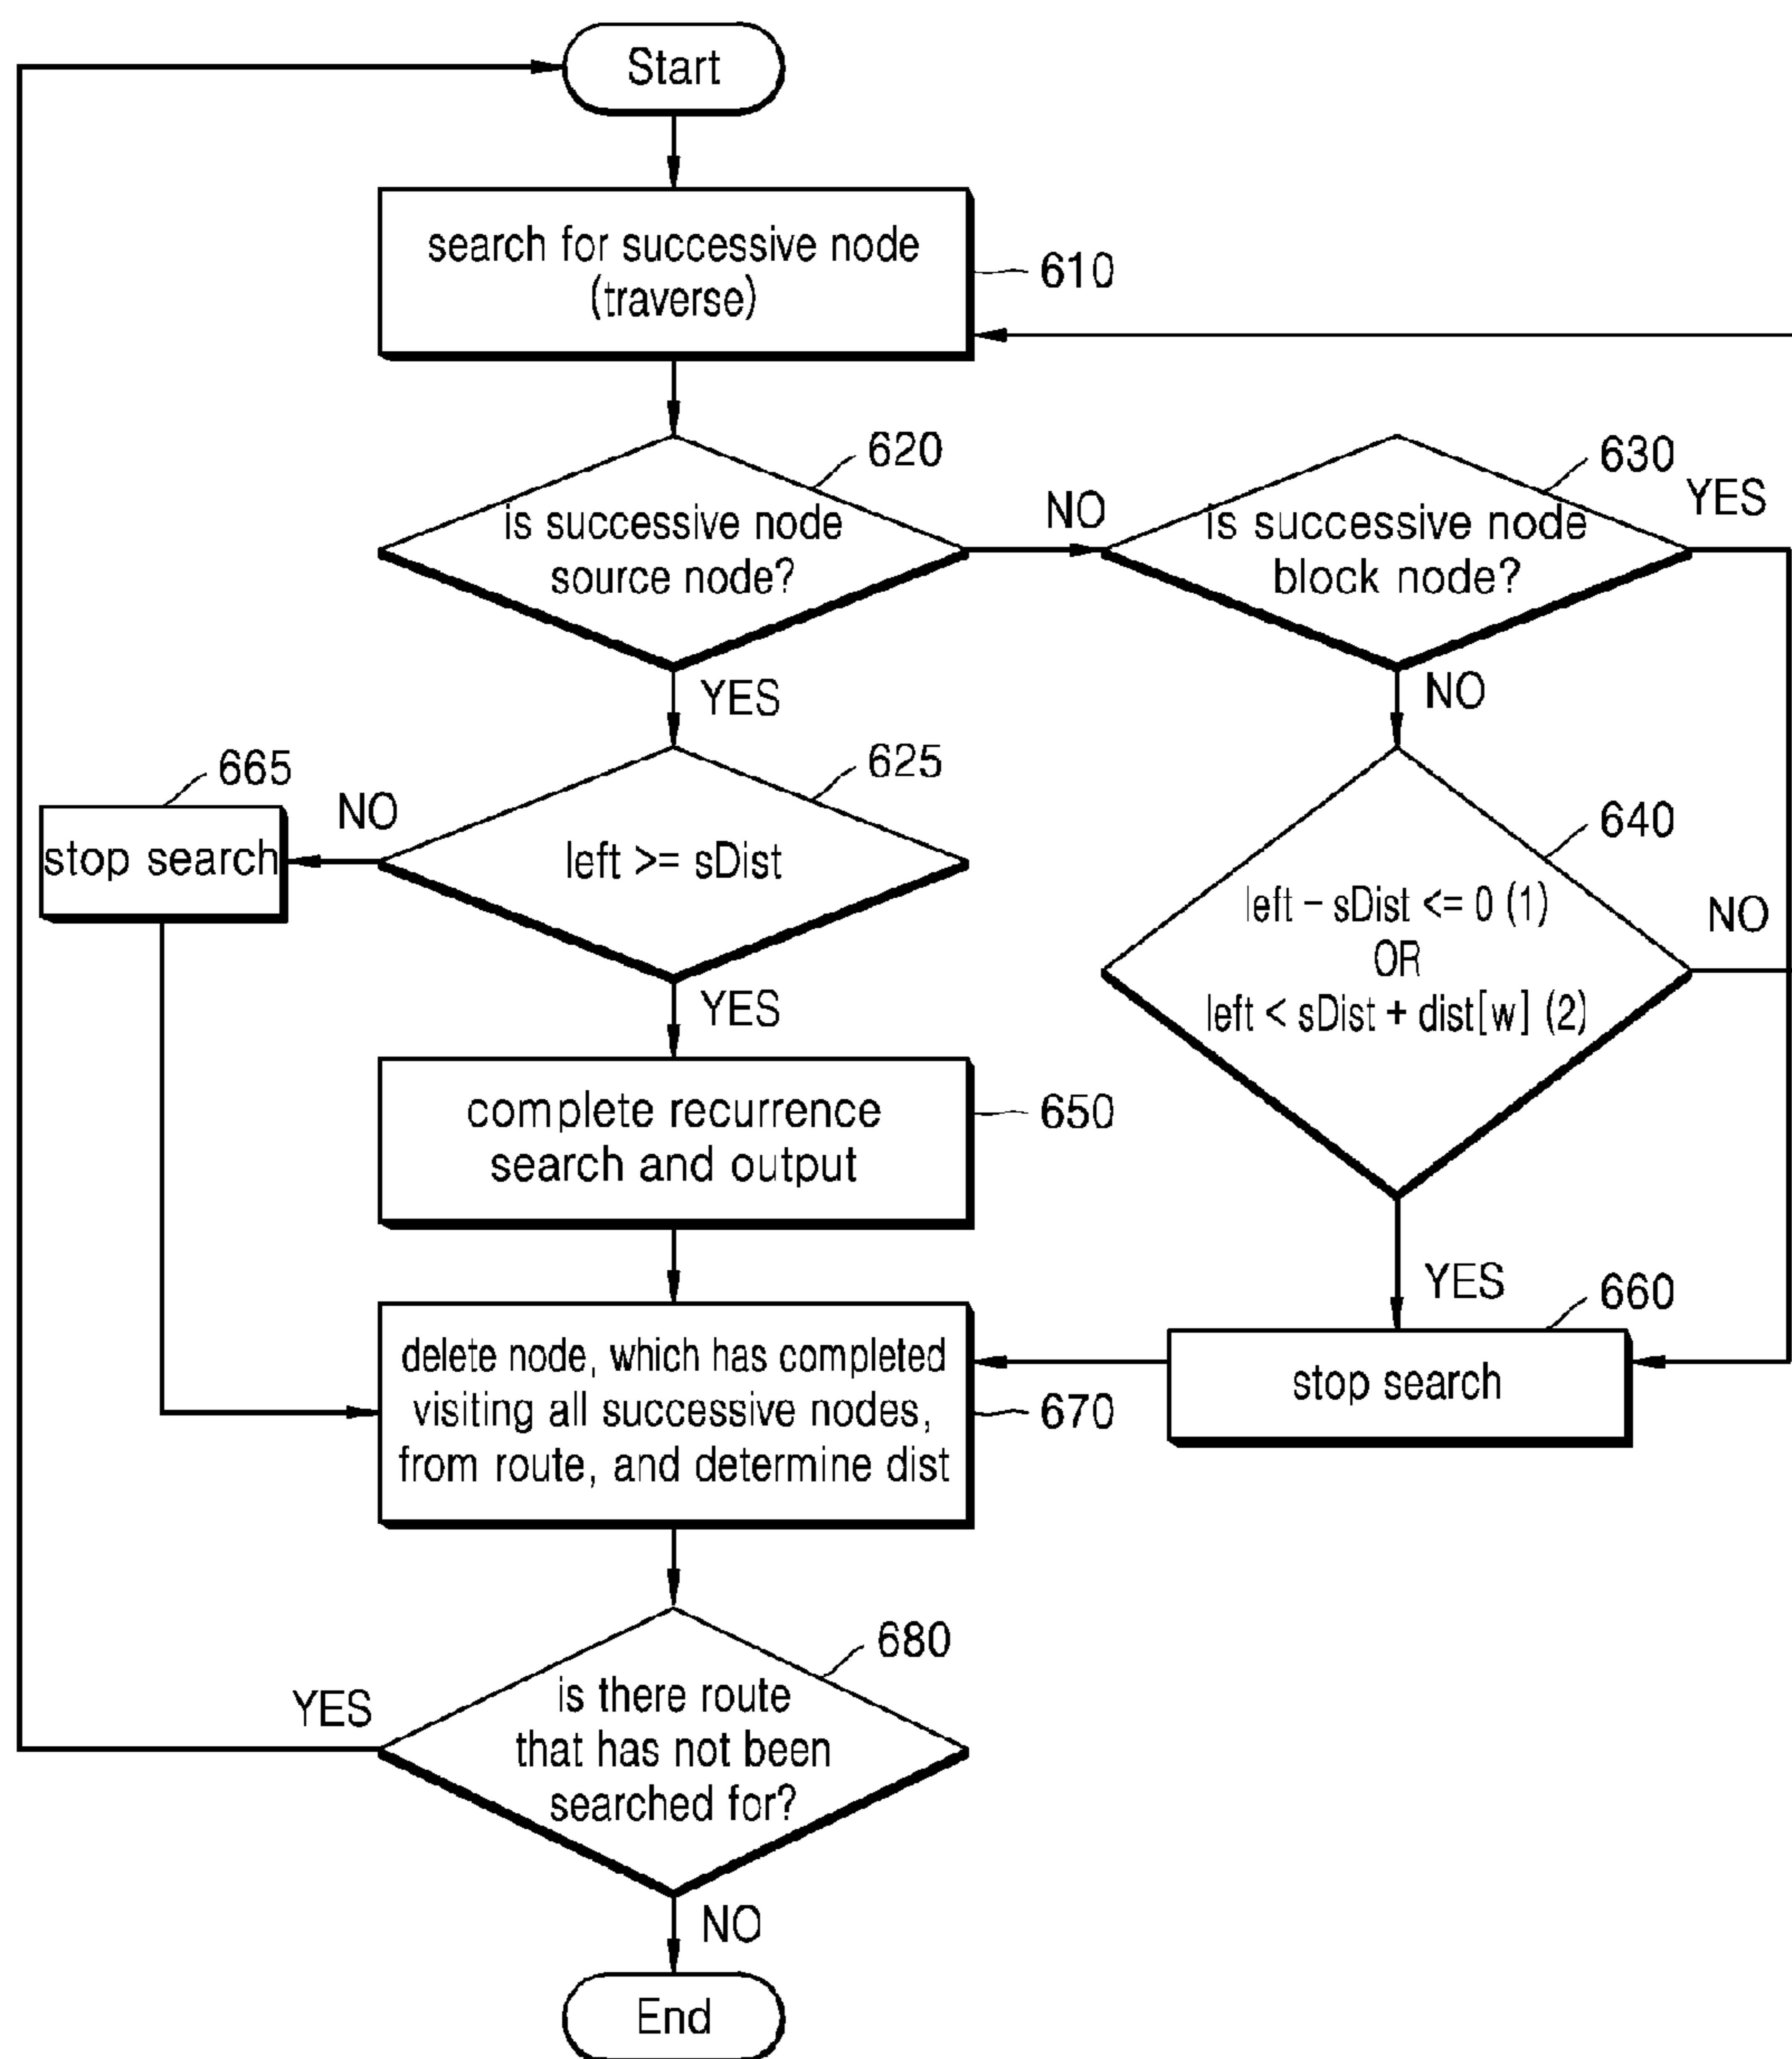 Start
search for successive node
(traverse)
610
620
is successive node
source node?
NO
630
is successive node
block node?
YES
YES
NO
665
stop search
NO
625
left >= sDist
640
left − sDist <= 0 (1)
OR
left < sDist + dist[w] (2)
NO
YES
complete recurrence
search and output
650
YES
660
stop search
delete node, which has completed
visiting all successive nodes,
from route, and determine dist
670
680
is there route
that has not been
searched for?
YES
NO
End